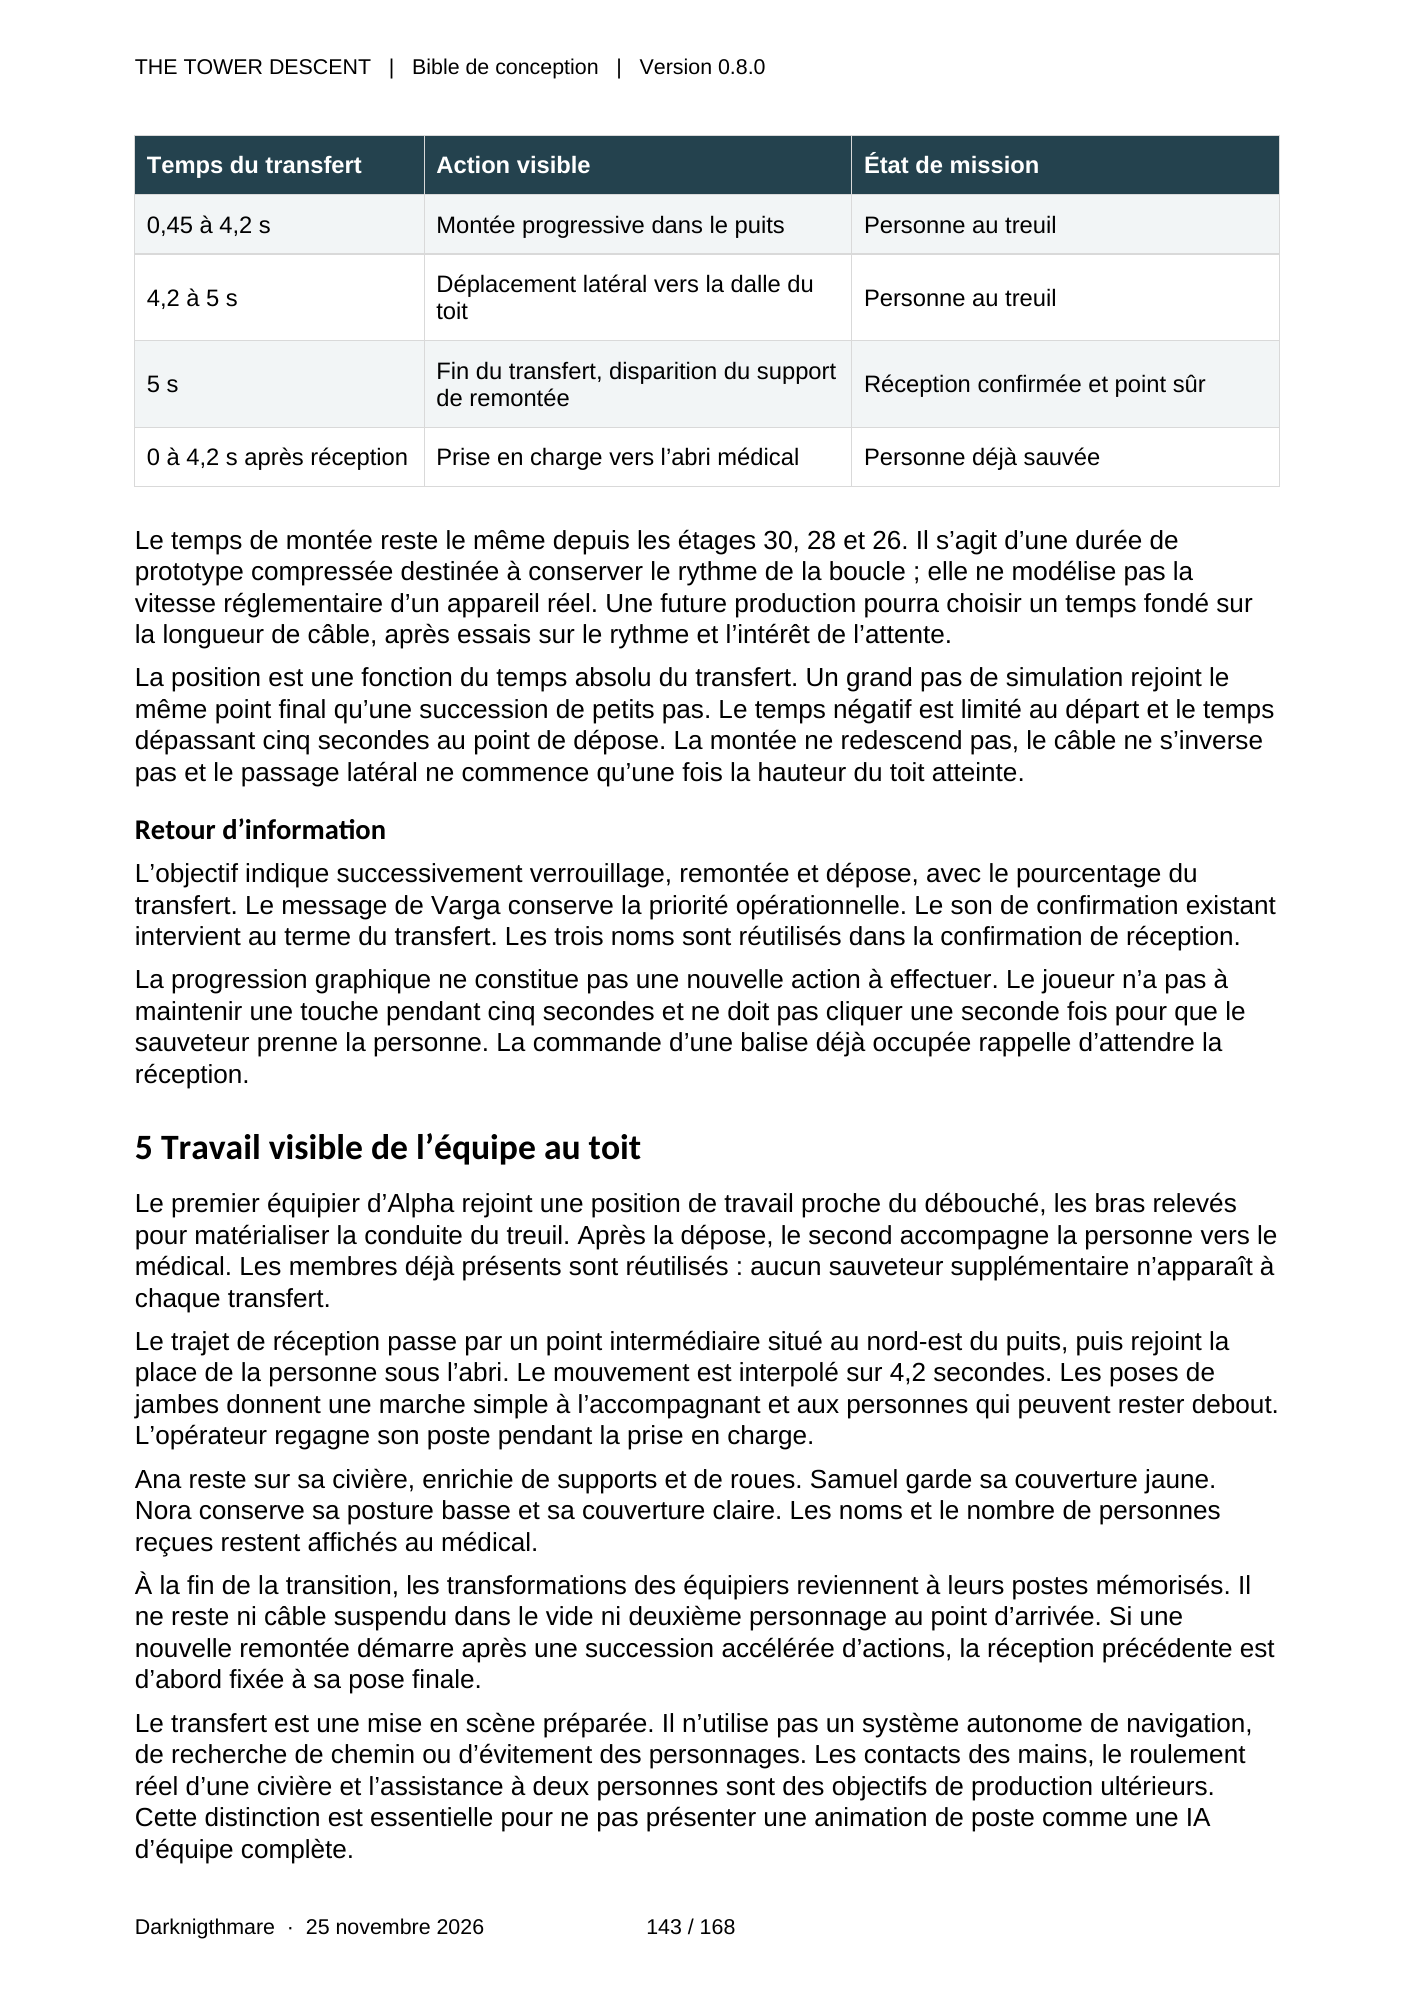 THE TOWER DESCENT | Bible de conception | Version 0.8.0
Temps du transfert Action visible État de mission
0,45 à 4,2 s Montée progressive dans le puits Personne au treuil
4,2 à 5 s Déplacement latéral vers la dalle du toit Personne au treuil
5 s Fin du transfert, disparition du support de remontée Réception confirmée et point sûr
0 à 4,2 s après réception Prise en charge vers l’abri médical Personne déjà sauvée
Le temps de montée reste le même depuis les étages 30, 28 et 26. Il s’agit d’une durée de
prototype compressée destinée à conserver le rythme de la boucle ; elle ne modélise pas la
vitesse réglementaire d’un appareil réel. Une future production pourra choisir un temps fondé sur
la longueur de câble, après essais sur le rythme et l’intérêt de l’attente.
La position est une fonction du temps absolu du transfert. Un grand pas de simulation rejoint le
même point final qu’une succession de petits pas. Le temps négatif est limité au départ et le temps
dépassant cinq secondes au point de dépose. La montée ne redescend pas, le câble ne s’inverse
pas et le passage latéral ne commence qu’une fois la hauteur du toit atteinte.
Retour d’information
L’objectif indique successivement verrouillage, remontée et dépose, avec le pourcentage du
transfert. Le message de Varga conserve la priorité opérationnelle. Le son de confirmation existant
intervient au terme du transfert. Les trois noms sont réutilisés dans la confirmation de réception.
La progression graphique ne constitue pas une nouvelle action à effectuer. Le joueur n’a pas à
maintenir une touche pendant cinq secondes et ne doit pas cliquer une seconde fois pour que le
sauveteur prenne la personne. La commande d’une balise déjà occupée rappelle d’attendre la
réception.
5 Travail visible de l’équipe au toit
Le premier équipier d’Alpha rejoint une position de travail proche du débouché, les bras relevés
pour matérialiser la conduite du treuil. Après la dépose, le second accompagne la personne vers le
médical. Les membres déjà présents sont réutilisés : aucun sauveteur supplémentaire n’apparaît à
chaque transfert.
Le trajet de réception passe par un point intermédiaire situé au nord-est du puits, puis rejoint la
place de la personne sous l’abri. Le mouvement est interpolé sur 4,2 secondes. Les poses de
jambes donnent une marche simple à l’accompagnant et aux personnes qui peuvent rester debout.
L’opérateur regagne son poste pendant la prise en charge.
Ana reste sur sa civière, enrichie de supports et de roues. Samuel garde sa couverture jaune.
Nora conserve sa posture basse et sa couverture claire. Les noms et le nombre de personnes
reçues restent affichés au médical.
À la fin de la transition, les transformations des équipiers reviennent à leurs postes mémorisés. Il
ne reste ni câble suspendu dans le vide ni deuxième personnage au point d’arrivée. Si une
nouvelle remontée démarre après une succession accélérée d’actions, la réception précédente est
d’abord fixée à sa pose finale.
Le transfert est une mise en scène préparée. Il n’utilise pas un système autonome de navigation,
de recherche de chemin ou d’évitement des personnages. Les contacts des mains, le roulement
réel d’une civière et l’assistance à deux personnes sont des objectifs de production ultérieurs.
Cette distinction est essentielle pour ne pas présenter une animation de poste comme une IA
d’équipe complète.
Darknigthmare · 25 novembre 2026 143 / 168